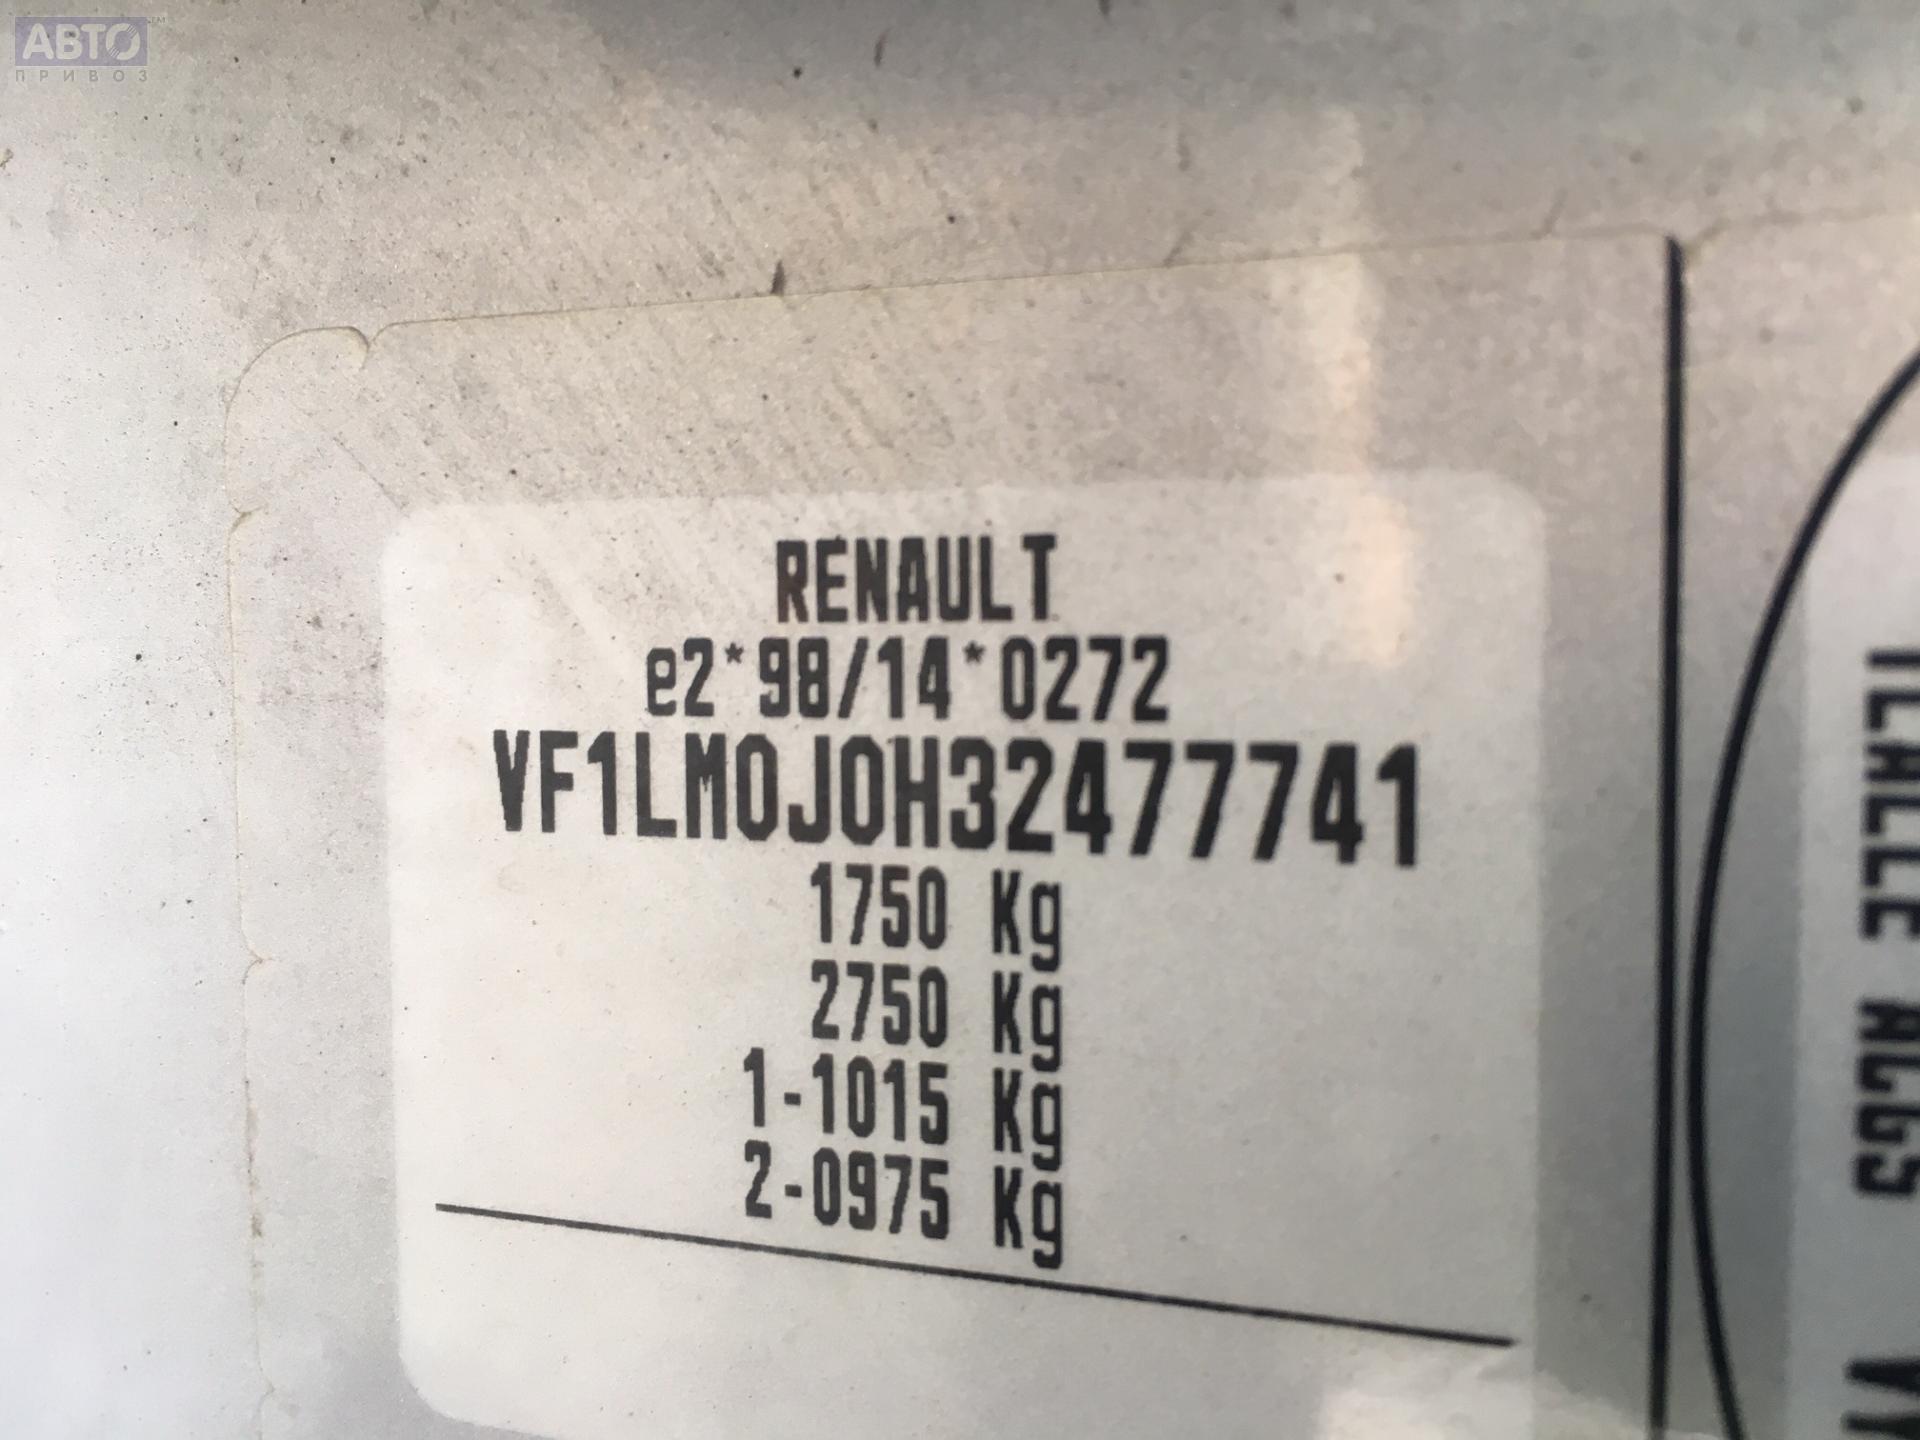 АВТО
ПРИВОЗ
RENAULT
e2*98/14*0272
VF1LM0J0H32477741
1750 Kg
2750 Kg
1-1015 Kg
2-0975 Kg